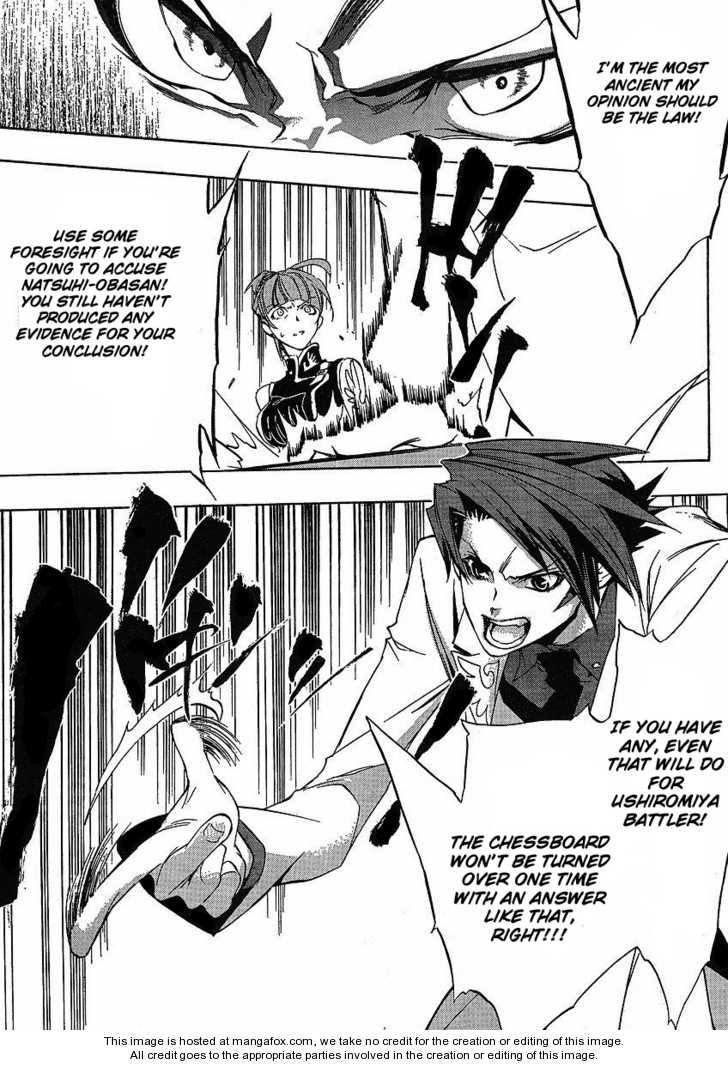 I'M THE MOST
ANCIENT MY
OPINION SHOULD
BE THE LAW!
USE SOME
FORESIGHT IF YOU'RE
GOING TO ACCUSE
NATSUHI-OBASAN!
YOU STILL HAVEN'T
PRODUCED ANY
EVIDENCE FOR YOUR
CONCLUSION!
IF YOU HAVE
ANY, EVEN
THAT WILL DO
FOR
USHIROMIYA
BATTLER!
THE CHESSBOARD
WON'T BE TURNED
OVER ONE TIME
WITH AN ANSWER
LIKE THAT,
RIGHT!!!
This image is hosted at mangafox.com, we take no credit for the creation or editing of this image.
All credit goes to the appropriate parties involved in the creation or editing of this image.